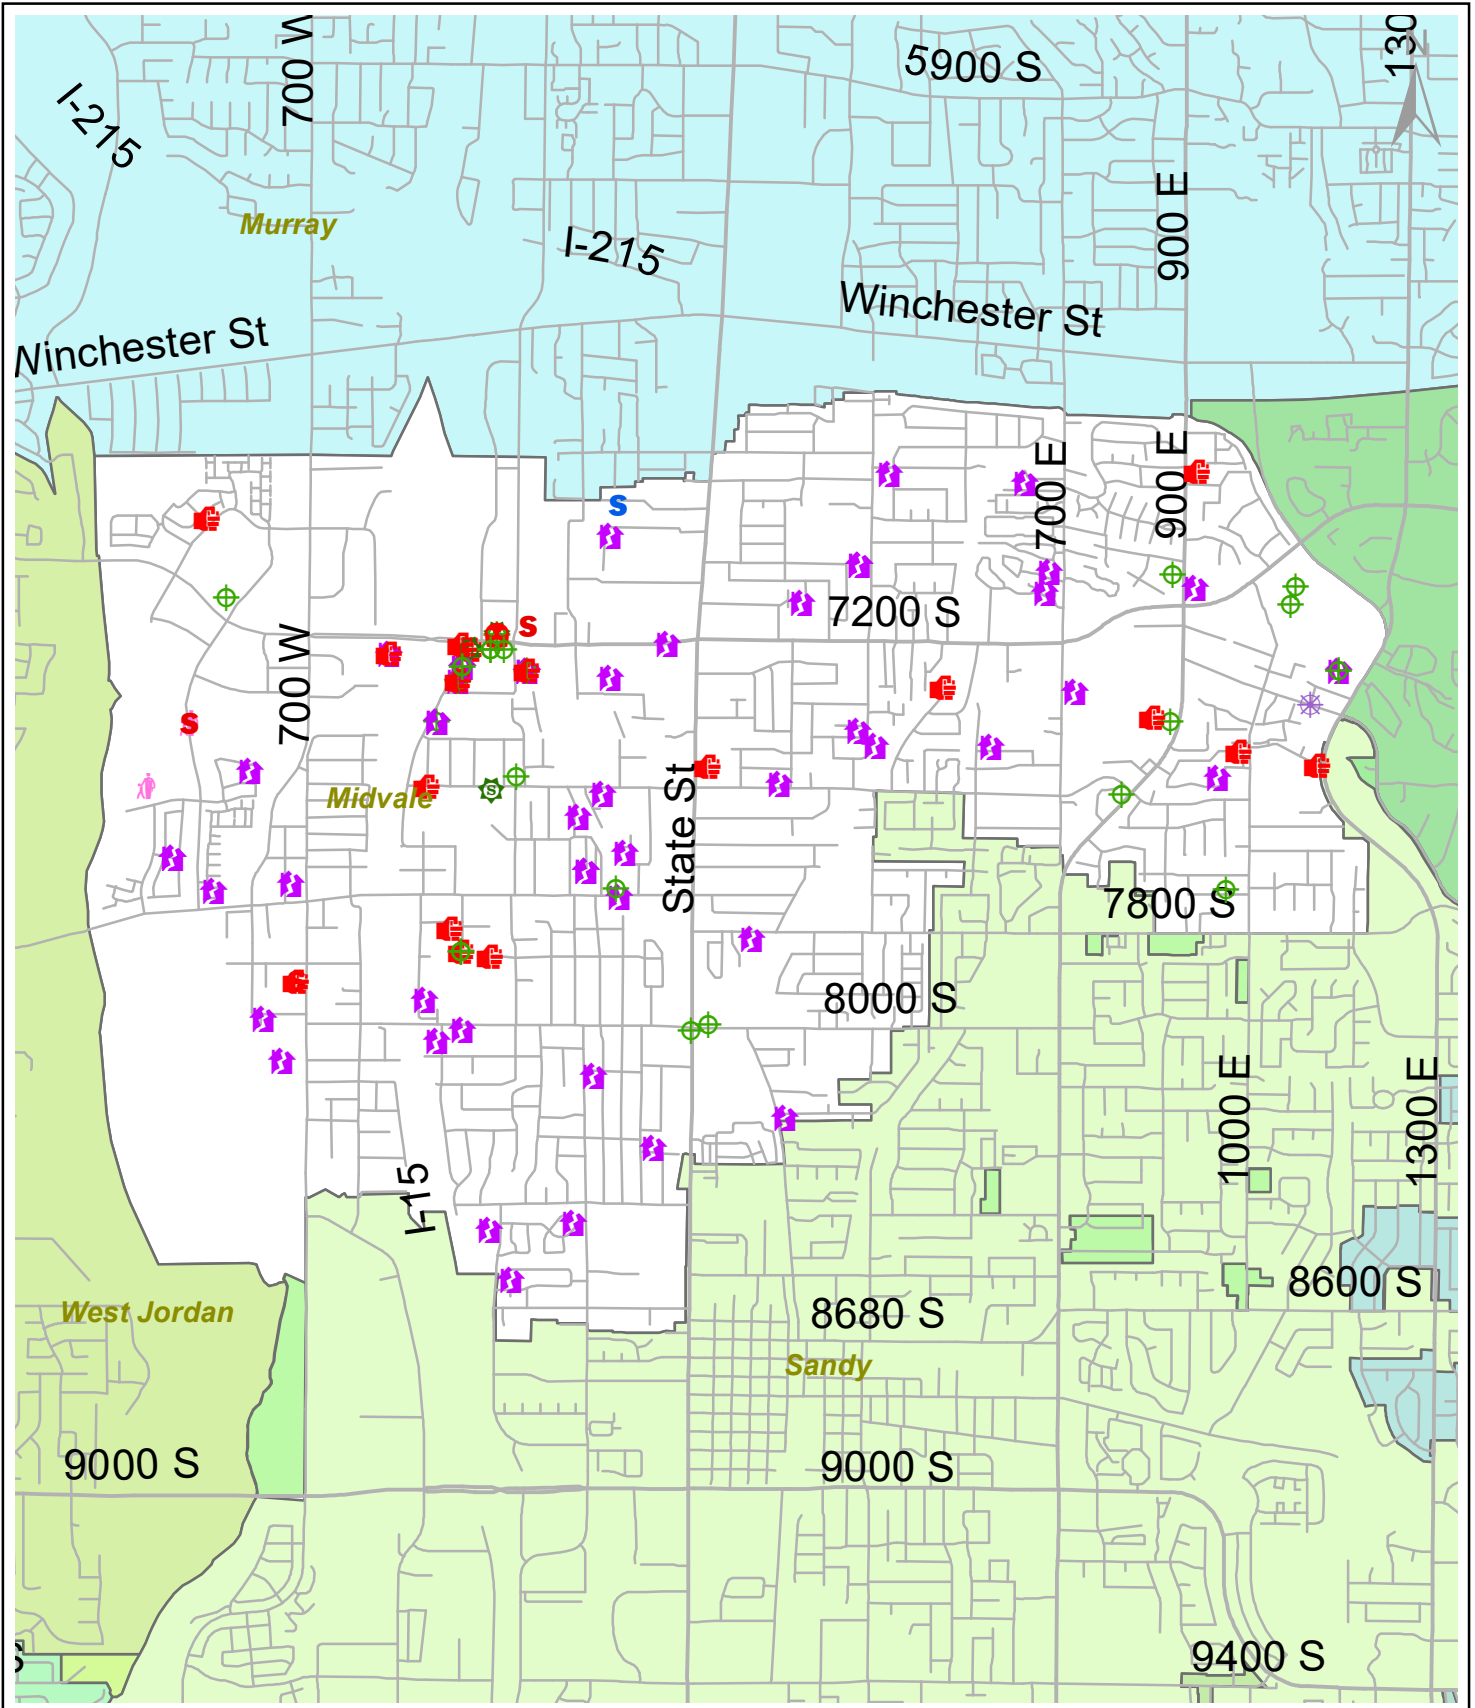 700 W
5900 S
130
I-215
900 E
Murray
I-215
Winchester St
Winchester St
S
700 E
900 E
7200 S
S
700 W
S
Midvale
S
State St
7800 S
8000 S
1000 E
1300 E
I-15
8600 S
West Jordan
8680 S
Sandy
9000 S
9000 S
9400 S